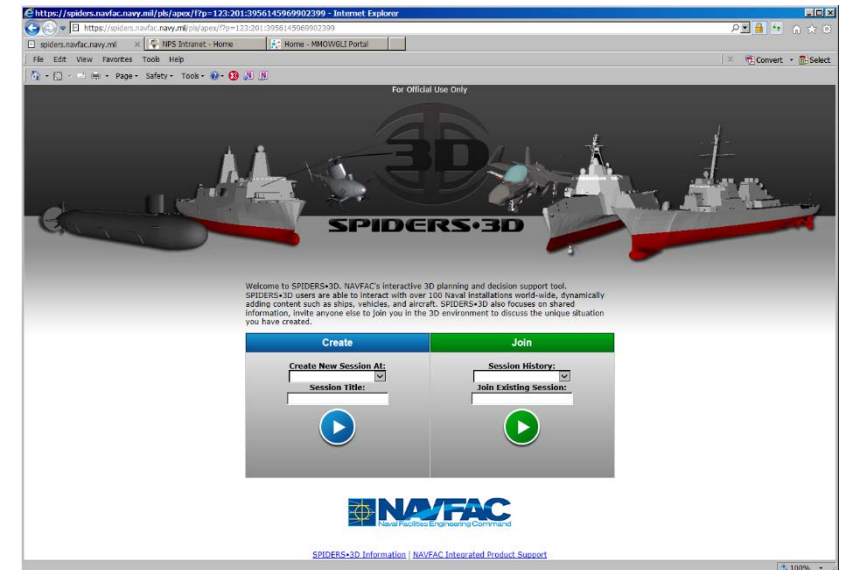 https://spiders.navfac.navy.mil/pls/apex/f?p=123:201:3956145969902399 - Internet Explorer
https://spiders.navfac.navy.mil/pls/apex/f?p=123:201:3956145969902399
spiders.navfac.navy.mil
NPS Intranet - Home
Home - MMOWGLI Portal
File Edit View Favorites Tools Help
Convert Select
Page Safety Tools
For Official Use Only
3D
SPIDERS•3D
Welcome to SPIDERS•3D. NAVFAC's interactive 3D planning and decision support tool.
SPIDERS•3D users are able to interact with over 100 Naval installations world-wide, dynamically
adding content such as ships, vehicles, and aircraft. SPIDERS•3D also focuses on shared
information, invite anyone else to join you in the 3D environment to discuss the unique situation
you have created.
Create
Join
Create New Session At:
Session History:
Session Title:
Join Existing Session:
NAVFAC
Naval Facilities Engineering Command
SPIDERS•3D Information | NAVFAC Integrated Product Support
100%